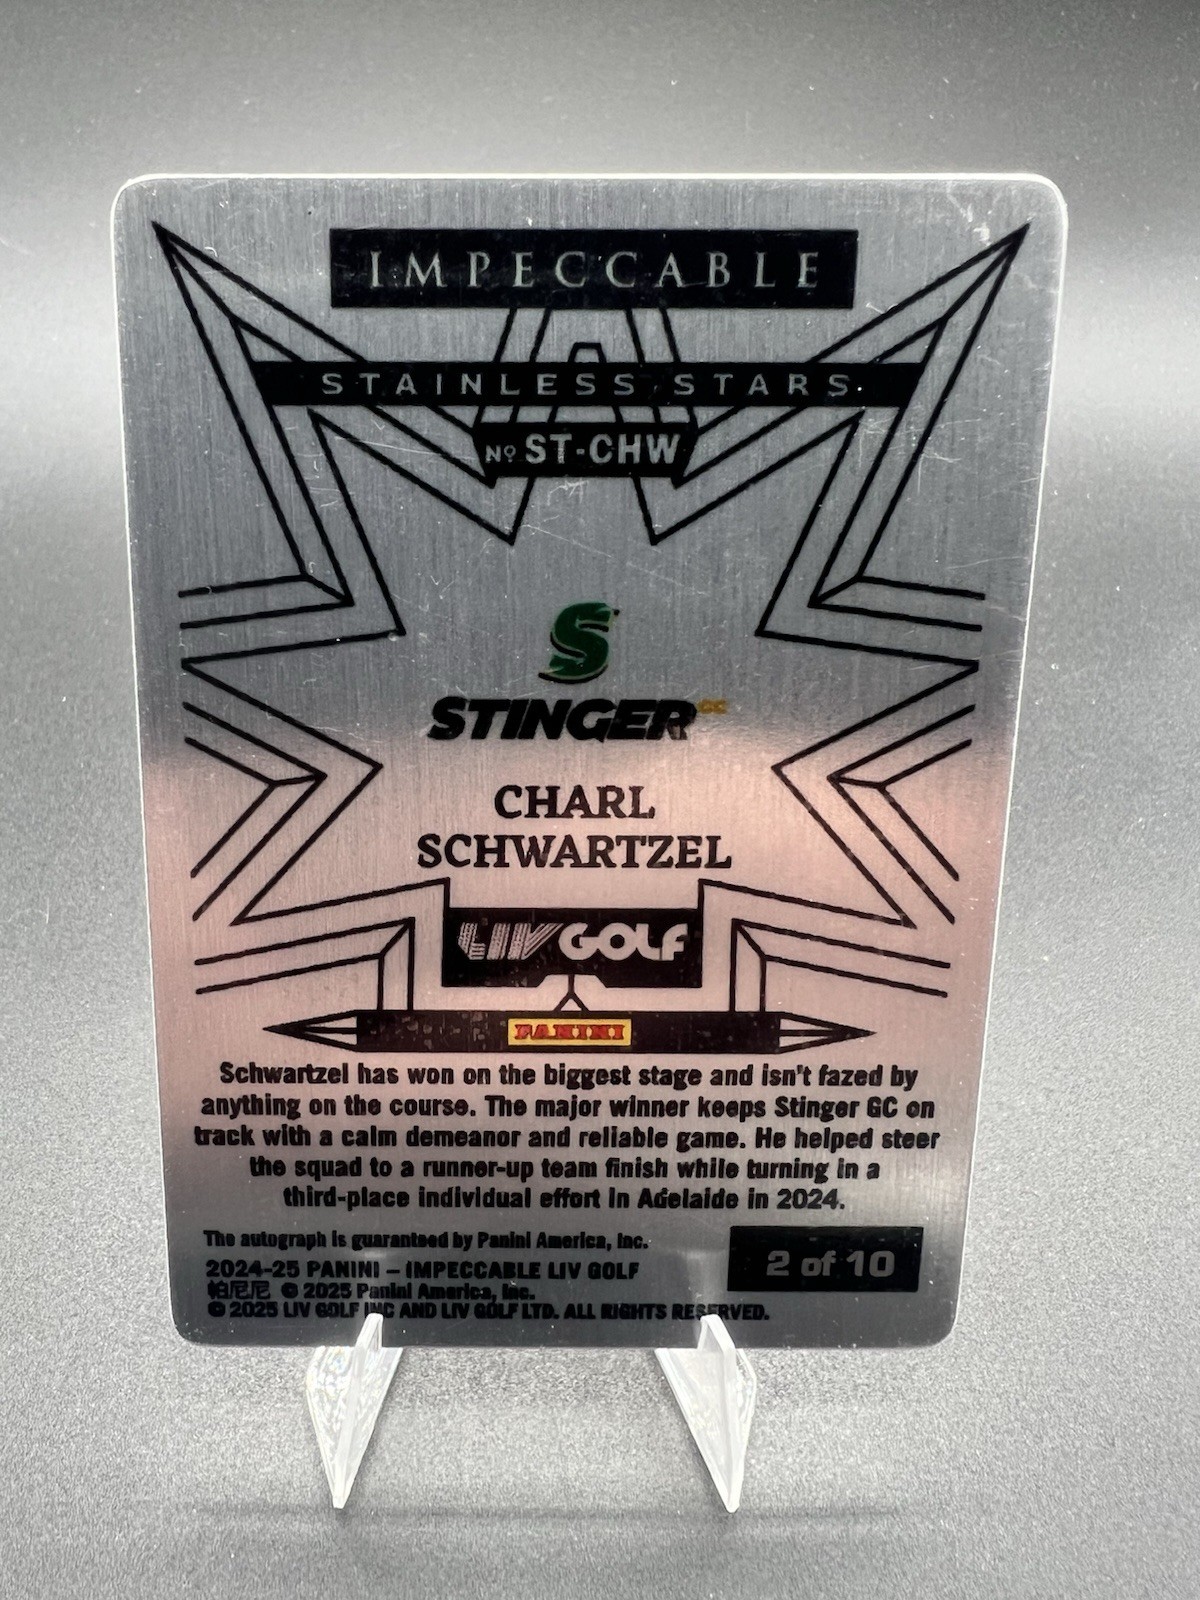 IMPECCABLE
STAINLESS STARS
Nº ST-CHW
S
STINGER GC
CHARL
SCHWARTZEL
LIV GOLF
PANINI
Schwartzel has won on the biggest stage and isn't fazed by
anything on the course. The major winner keeps Stinger GC on
track with a calm demeanor and reliable game. He helped steer
the squad to a runner-up team finish while turning in a
third-place individual effort in Adelaide in 2024.
The autograph is guaranteed by Panini America, Inc.
2 of 10
2024-25 PANINI – IMPECCABLE LIV GOLF
帕尼尼 © 2025 Panini America, Inc.
© 2025 LIV GOLF INC AND LIV GOLF LTD. ALL RIGHTS RESERVED.